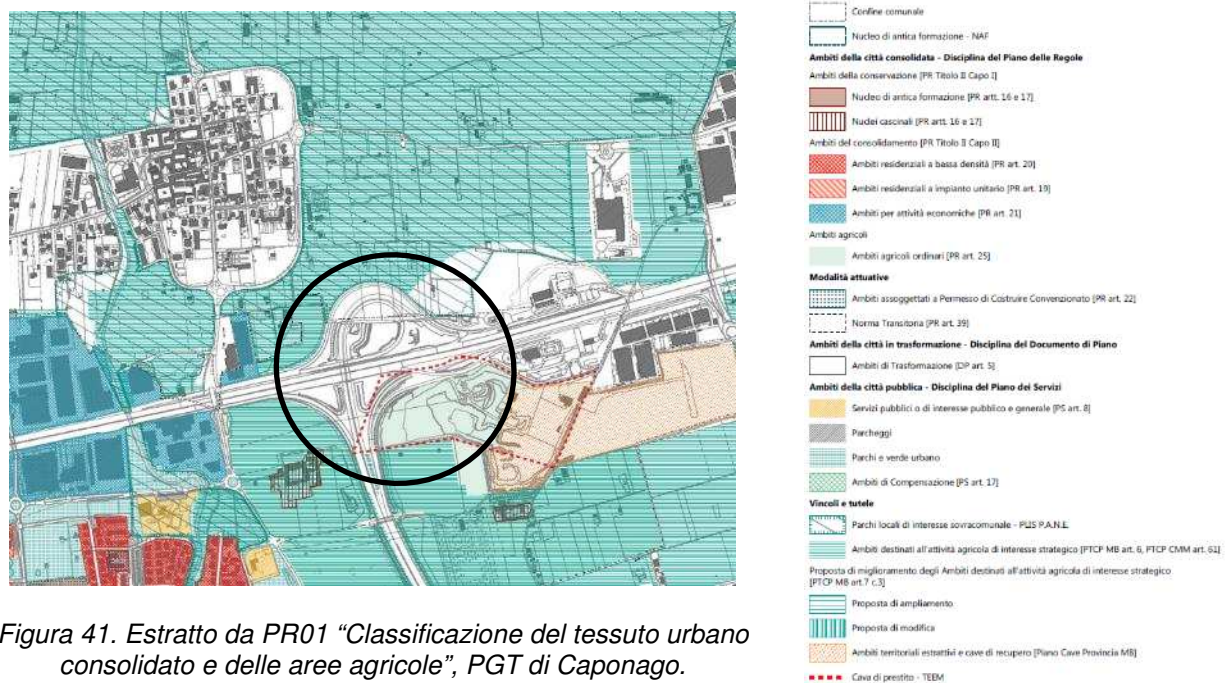 Confine comunale
Nucleo di antica formazione - NAF
Ambiti della città consolidata - Disciplina del Piano delle Regole
Ambiti della conservazione [PR Titolo II Capo I]
Nucleo di antica formazione [PR artt. 16 e 17]
Nuclei cascinali [PR artt. 16 e 17]
Ambiti del consolidamento [PR Titolo II Capo II]
Ambiti residenziali a bassa densità [PR art. 20]
Ambiti residenziali a impianto unitario [PR art. 19]
Ambiti per attività economiche [PR art. 21]
Ambiti agricoli
Ambiti agricoli ordinari [PR art. 25]
Modalità attuative
Ambiti assoggettati a Permesso di Costruire Convenzionato [PR art. 22]
Norma Transitoria [PR art. 39]
Ambiti della città in trasformazione - Disciplina del Documento di Piano
Ambiti di Trasformazione [DP art. 5]
Ambiti della città pubblica - Disciplina del Piano dei Servizi
Servizi pubblici o di interesse pubblico e generale [PS art. 8]
Parcheggi
Parchi e verde urbano
Ambiti di Compensazione [PS art. 17]
Vincoli e tutele
Parchi locali di interesse sovracomunale - PLIS P.A.N.E.
Ambiti destinati all'attività agricola di interesse strategico [PTCP MB art. 6, PTCP CMM art. 61]
Proposta di miglioramento degli Ambiti destinati all'attività agricola di interesse strategico
[PTCP MB art.7 c.3]
Proposta di ampliamento
Proposta di modifica
Ambiti territoriali estrattivi e cave di recupero [Piano Cave Provincia MB]
Cava di prestito - TEEM
Figura 41. Estratto da PR01 “Classificazione del tessuto urbano
consolidato e delle aree agricole”, PGT di Caponago.